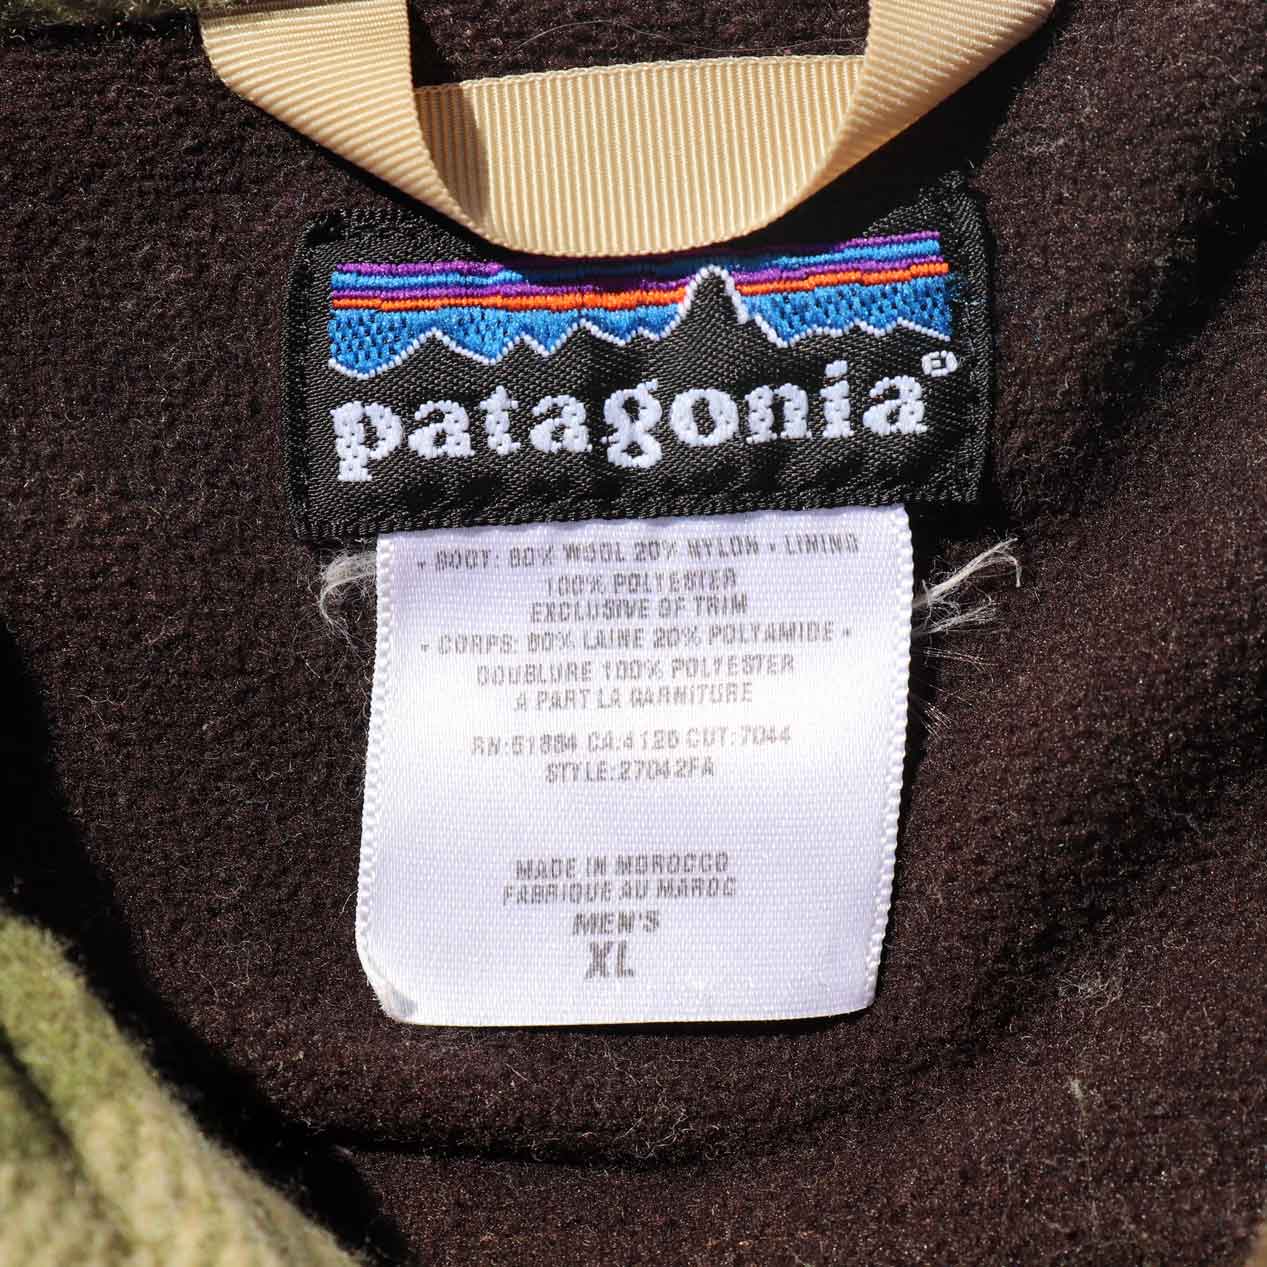 patagonia®
• BODY: 80% WOOL 20% NYLON • LINING
100% POLYESTER
EXCLUSIVE OF TRIM
• CORPS: 80% LAINE 20% POLYAMIDE •
DOUBLURE 100% POLYESTER
A PART LA GARNITURE
RN:51884 CA:4126 CUT:7044
STYLE:27042FA
MADE IN MOROCCO
FABRIQUE AU MAROC
MEN'S
XL